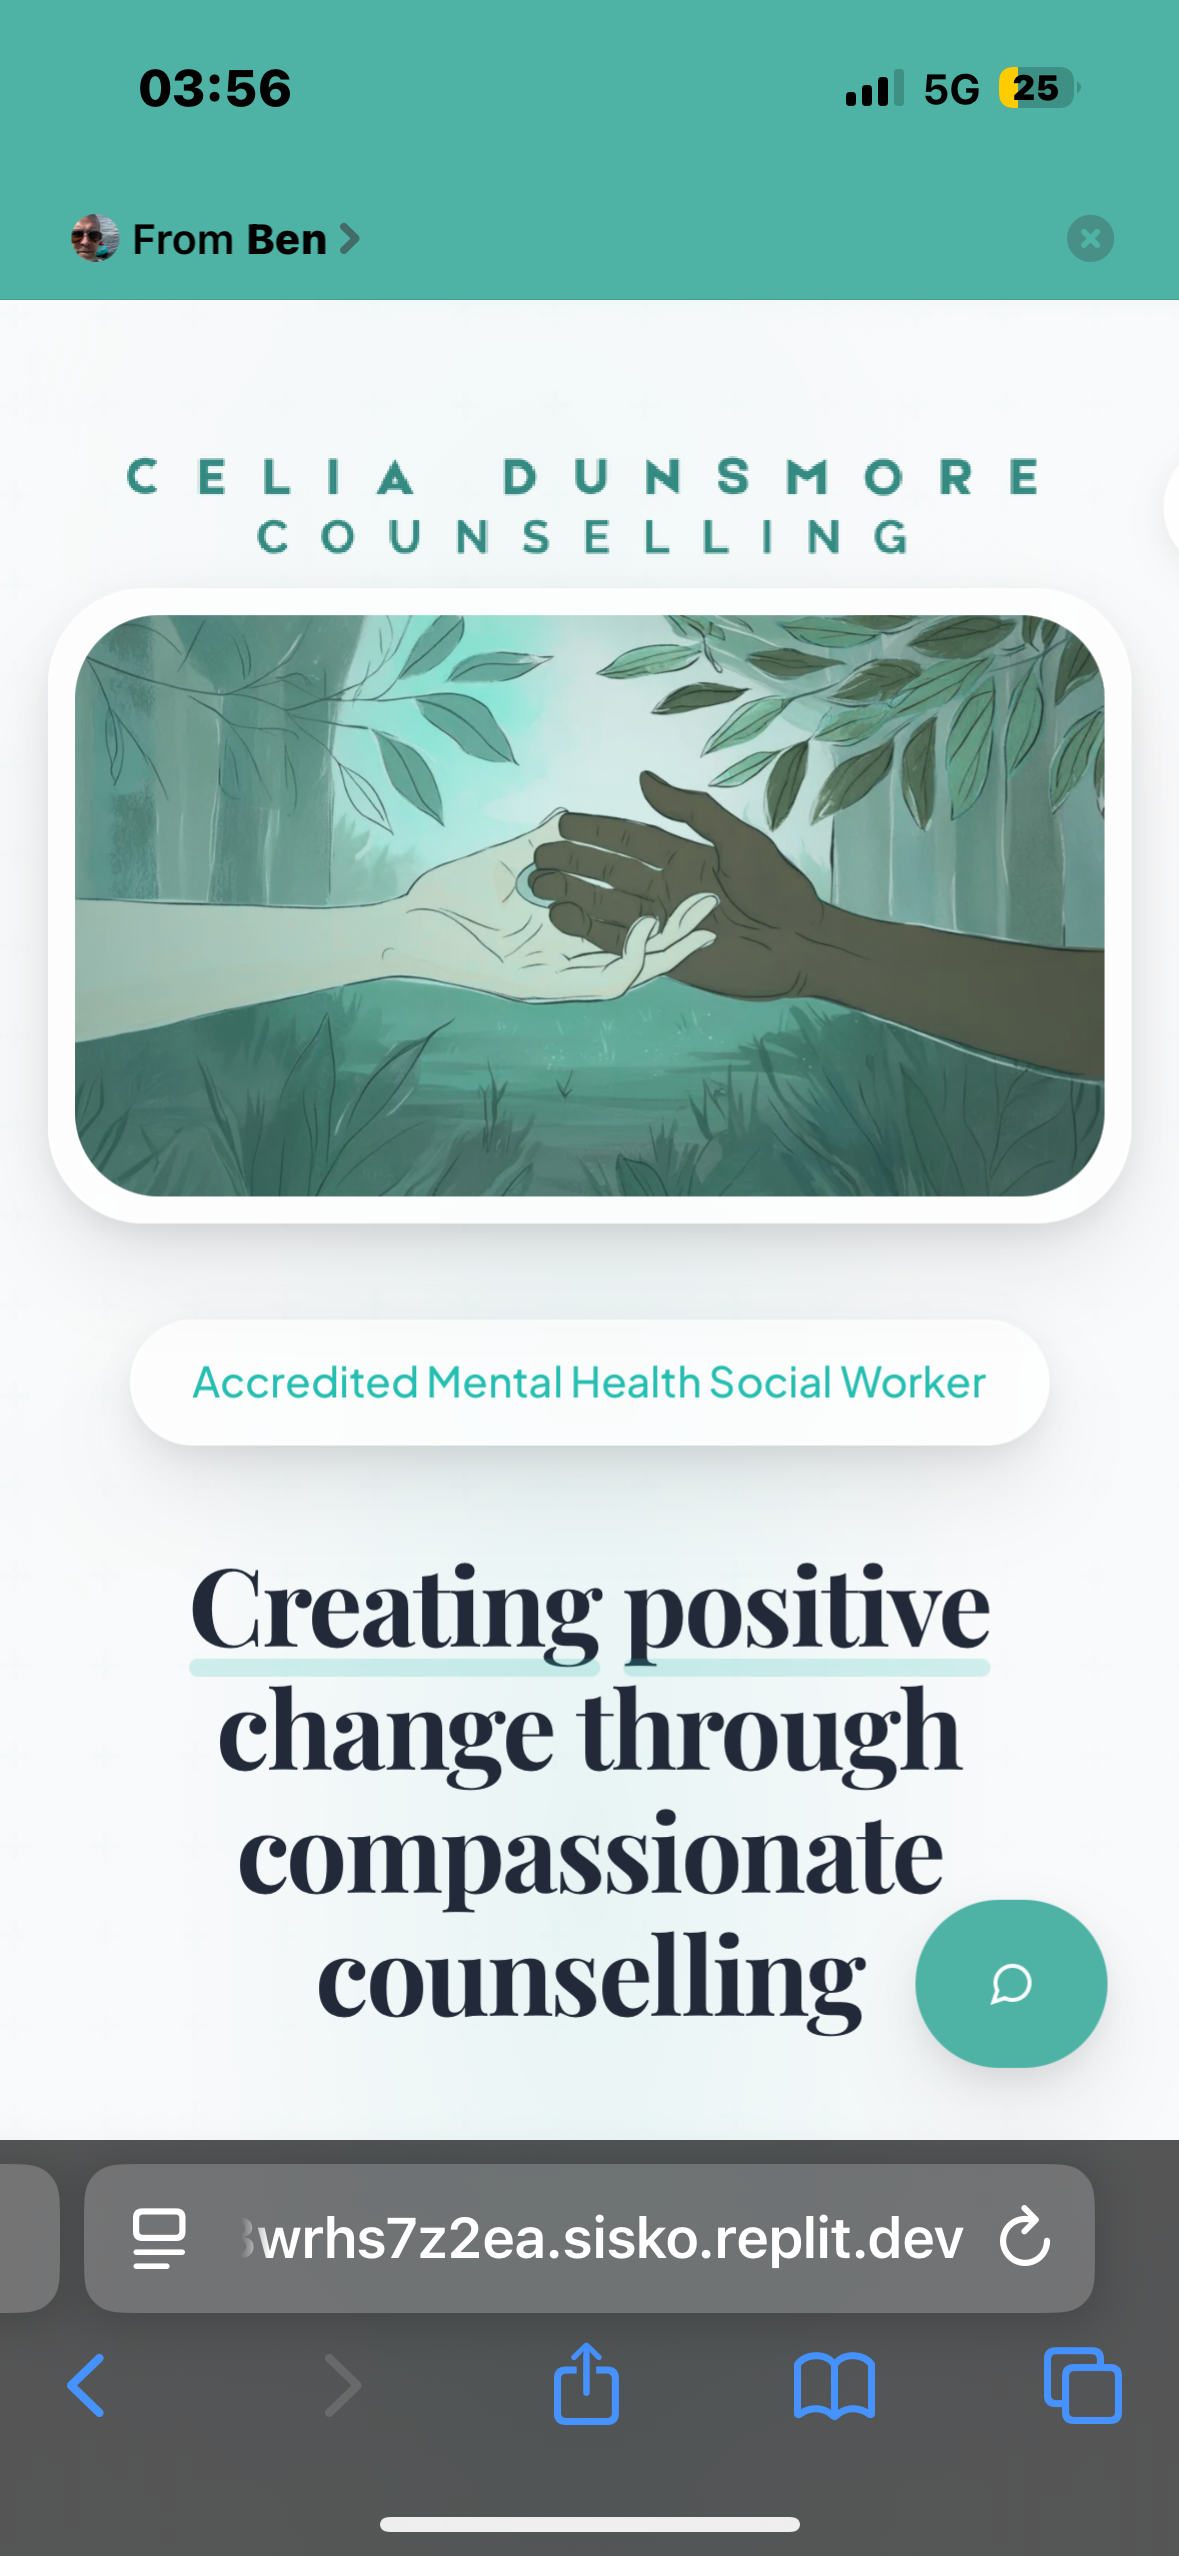 03:56
5G
25
From Ben
CELIA DUNSMORE
COUNSELLING
Accredited Mental Health Social Worker
Creating positive
change through
compassionate
counselling
wrhs7z2ea.sisko.replit.dev